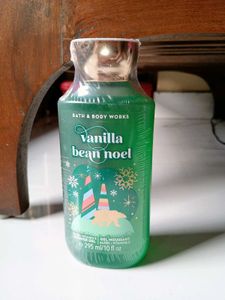 BATH & BODY WORKS
vanilla
bean noel
295 ml/10 fl oz